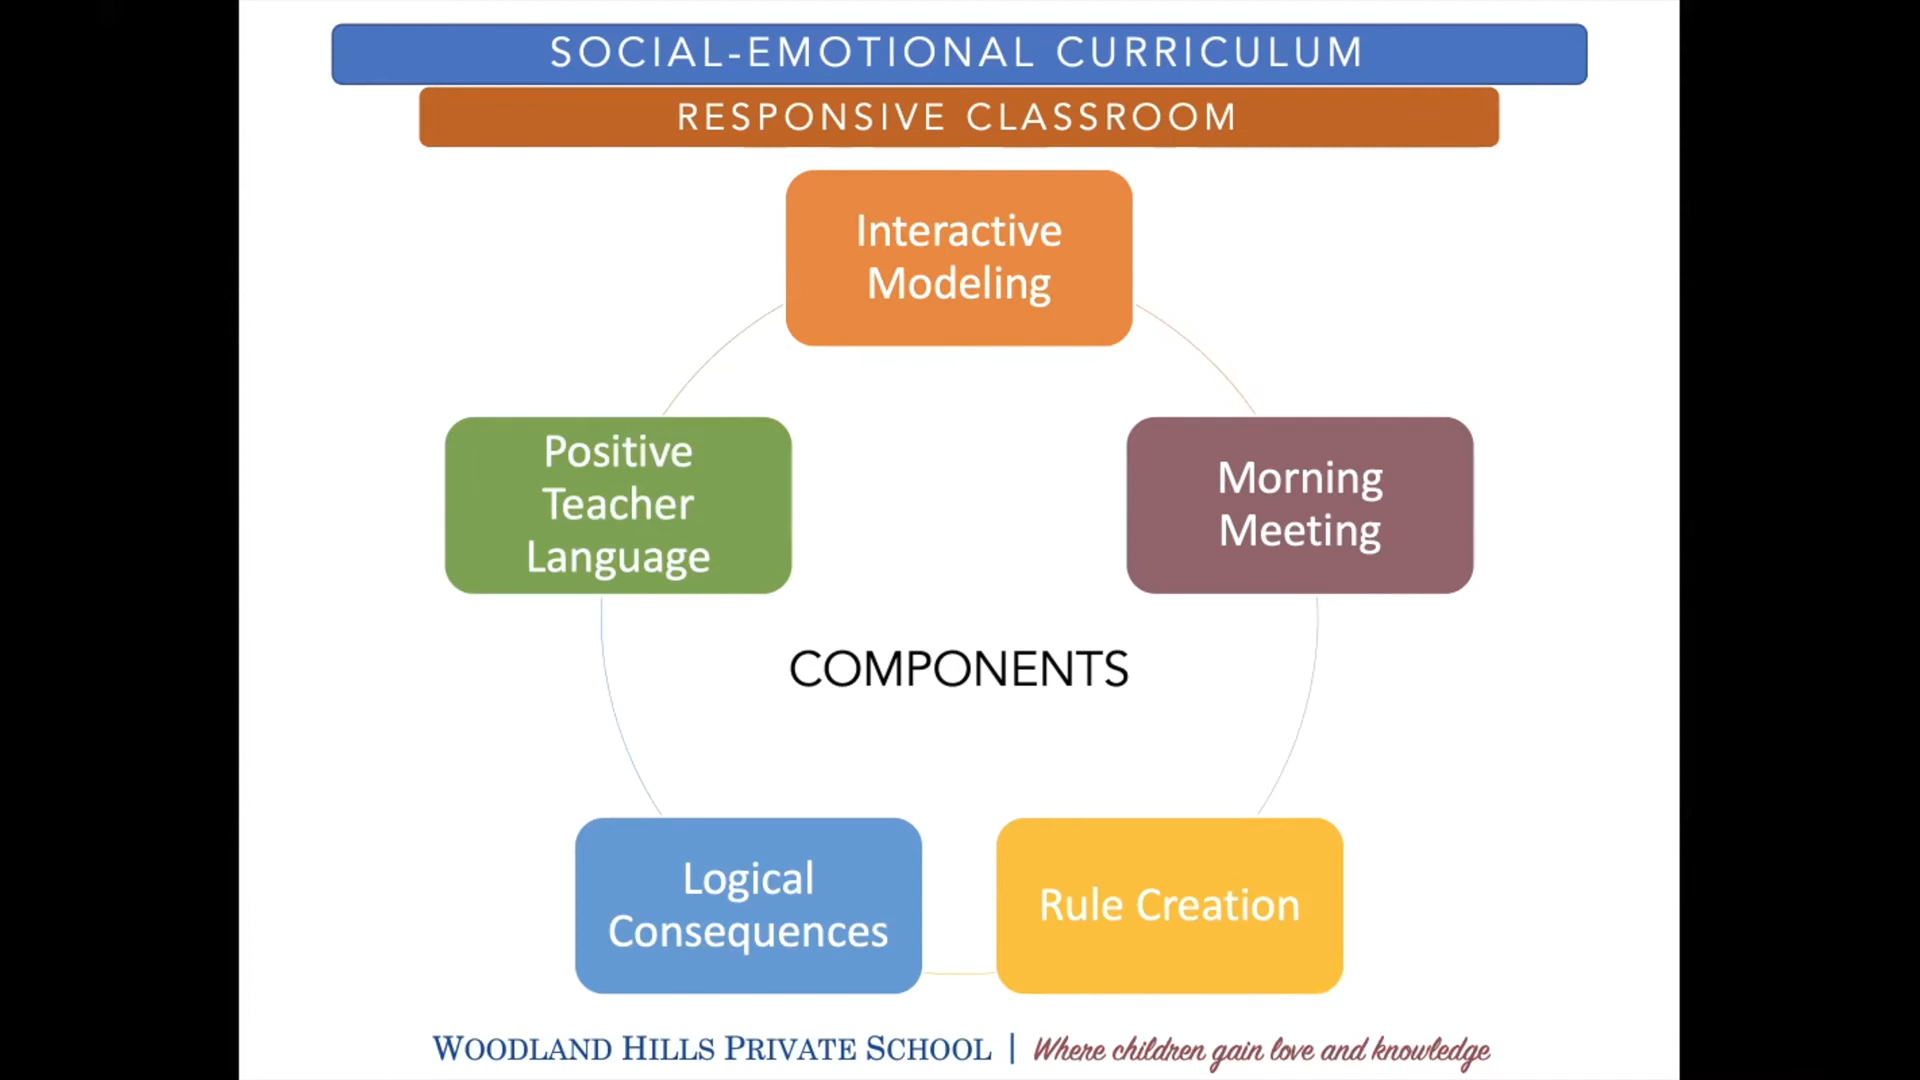 SOCIAL-EMOTIONAL CURRICULUM
RESPONSIVE CLASSROOM
Interactive
Modeling
Positive
Teacher
Language
Morning
Meeting
COMPONENTS
Logical
Consequences
Rule Creation
WOODLAND HILLS PRIVATE SCHOOL | Where children gain love and knowledge